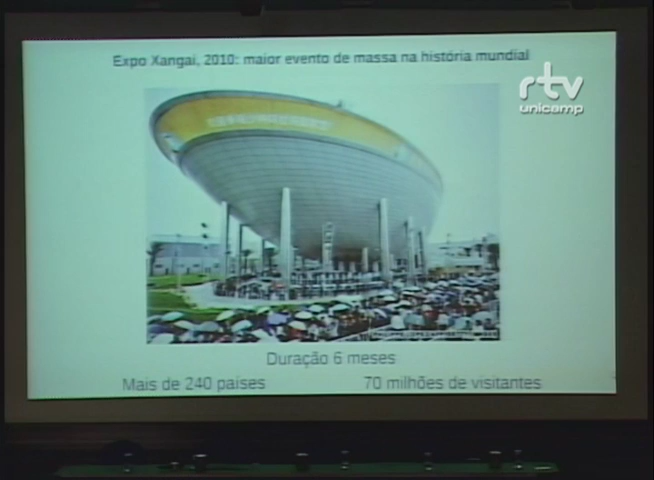 Expo Xangai, 2010: maior evento de massa na história mundial
rtv
unicamp
Duração 6 meses
Mais de 240 países
70 milhões de visitantes